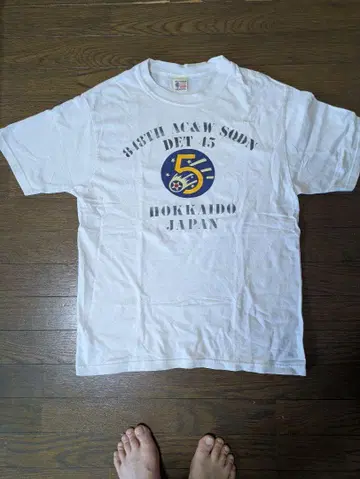 848TH AC&W SQDN
DET 45
5
HOKKAIDO
JAPAN